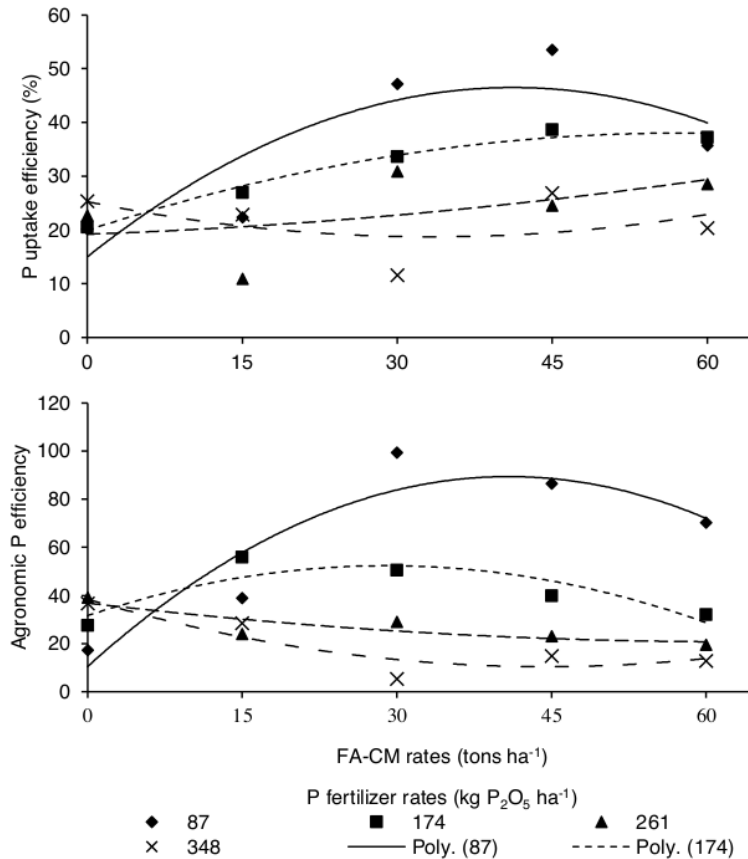 60
50
40
30
20
10
0
P uptake efficiency (%)
0 15 30 45 60
120
100
80
60
40
20
0
Agronomic P efficiency
0 15 30 45 60
FA-CM rates (tons ha⁻¹)
P fertilizer rates (kg P₂O₅ ha⁻¹)
87 174 261
348 Poly. (87) Poly. (174)